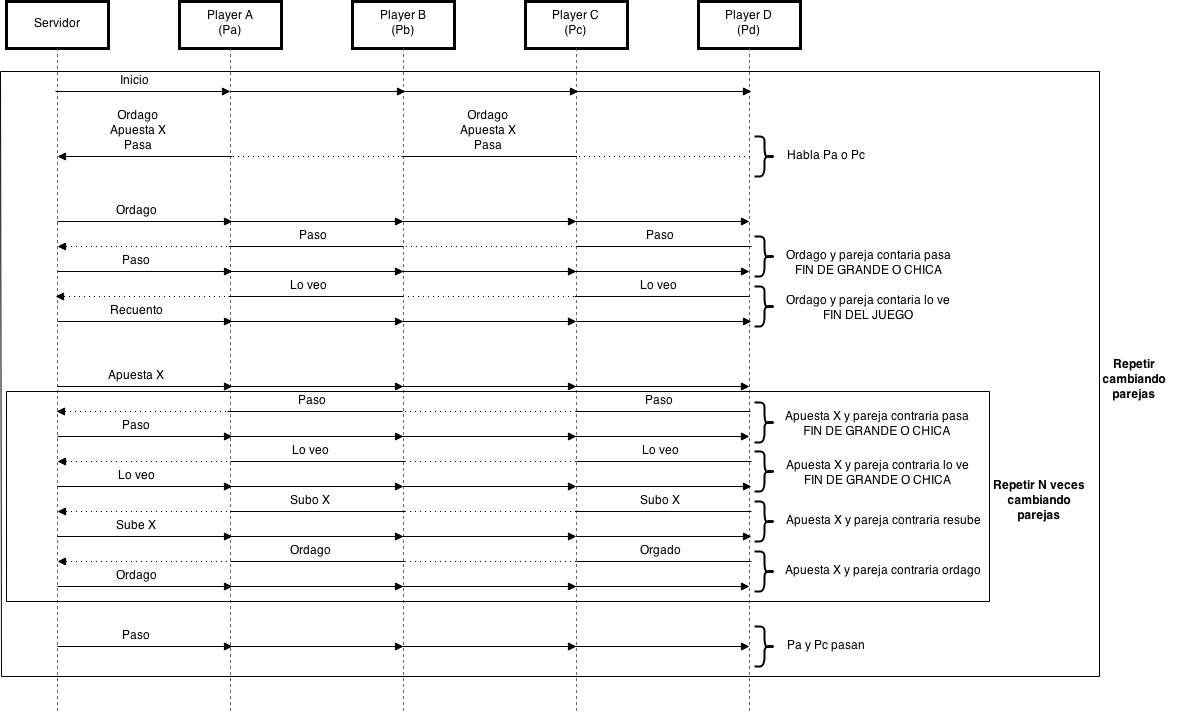 Servidor
Player A
(Pa)
Player B
(Pb)
Player C
(Pc)
Player D
(Pd)
Inicio
Ordago
Apuesta X
Pasa
Ordago
Apuesta X
Pasa
Habla Pa o Pc
Ordago
Paso
Paso
Paso
Ordago y pareja contaria pasa
FIN DE GRANDE O CHICA
Lo veo
Lo veo
Recuento
Ordago y pareja contaria lo ve
FIN DEL JUEGO
Apuesta X
Paso
Paso
Paso
Apuesta X y pareja contraria pasa
FIN DE GRANDE O CHICA
Lo veo
Lo veo
Lo veo
Apuesta X y pareja contraria lo ve
FIN DE GRANDE O CHICA
Subo X
Subo X
Sube X
Apuesta X y pareja contraria resube
Ordago
Orgado
Ordago
Apuesta X y pareja contraria ordago
Repetir N veces
cambiando
parejas
Repetir
cambiando
parejas
Paso
Pa y Pc pasan